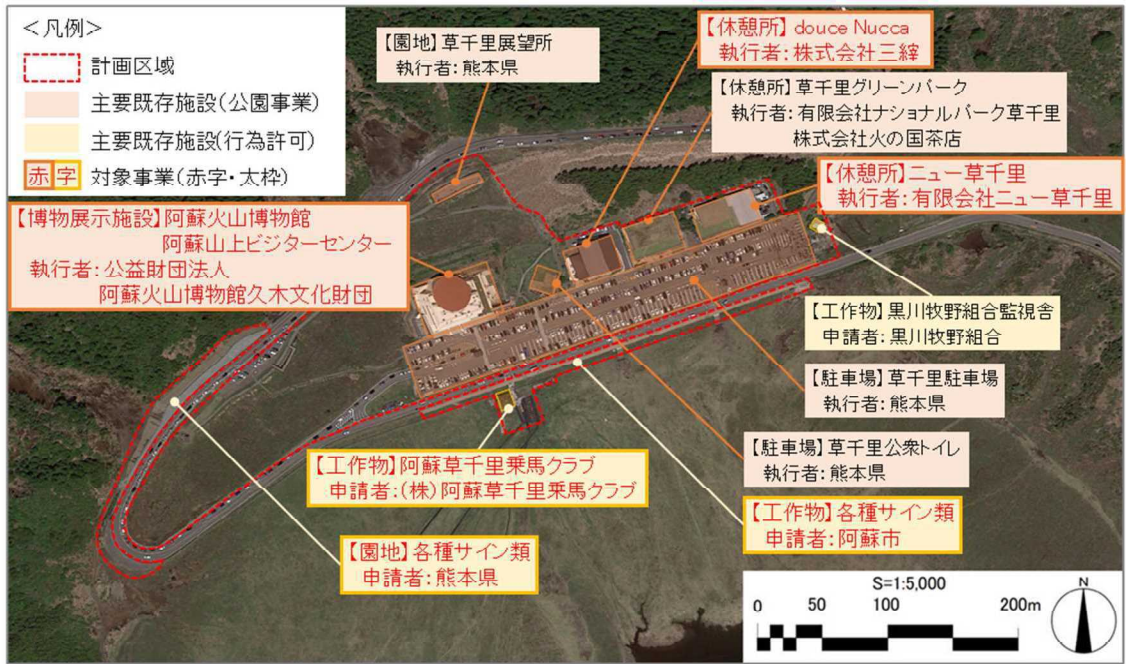 <凡例>
計画区域
主要既存施設(公園事業)
主要既存施設(行為許可)
赤字 対象事業(赤字・太枠)
【園地】草千里展望所
執行者:熊本県
【休憩所】douce Nucca
執行者:株式会社三縡
【休憩所】草千里グリーンパーク
執行者:有限会社ナショナルパーク草千里
株式会社火の国茶店
【休憩所】ニュー草千里
執行者:有限会社ニュー草千里
【博物展示施設】阿蘇火山博物館
阿蘇山上ビジターセンター
執行者:公益財団法人
阿蘇火山博物館久木文化財団
【工作物】黒川牧野組合監視舎
申請者:黒川牧野組合
【駐車場】草千里駐車場
執行者:熊本県
【駐車場】草千里公衆トイレ
執行者:熊本県
【工作物】阿蘇草千里乗馬クラブ
申請者:(株)阿蘇草千里乗馬クラブ
【工作物】各種サイン類
申請者:阿蘇市
【園地】各種サイン類
申請者:熊本県
S=1:5,000
0 50 100 200m
N